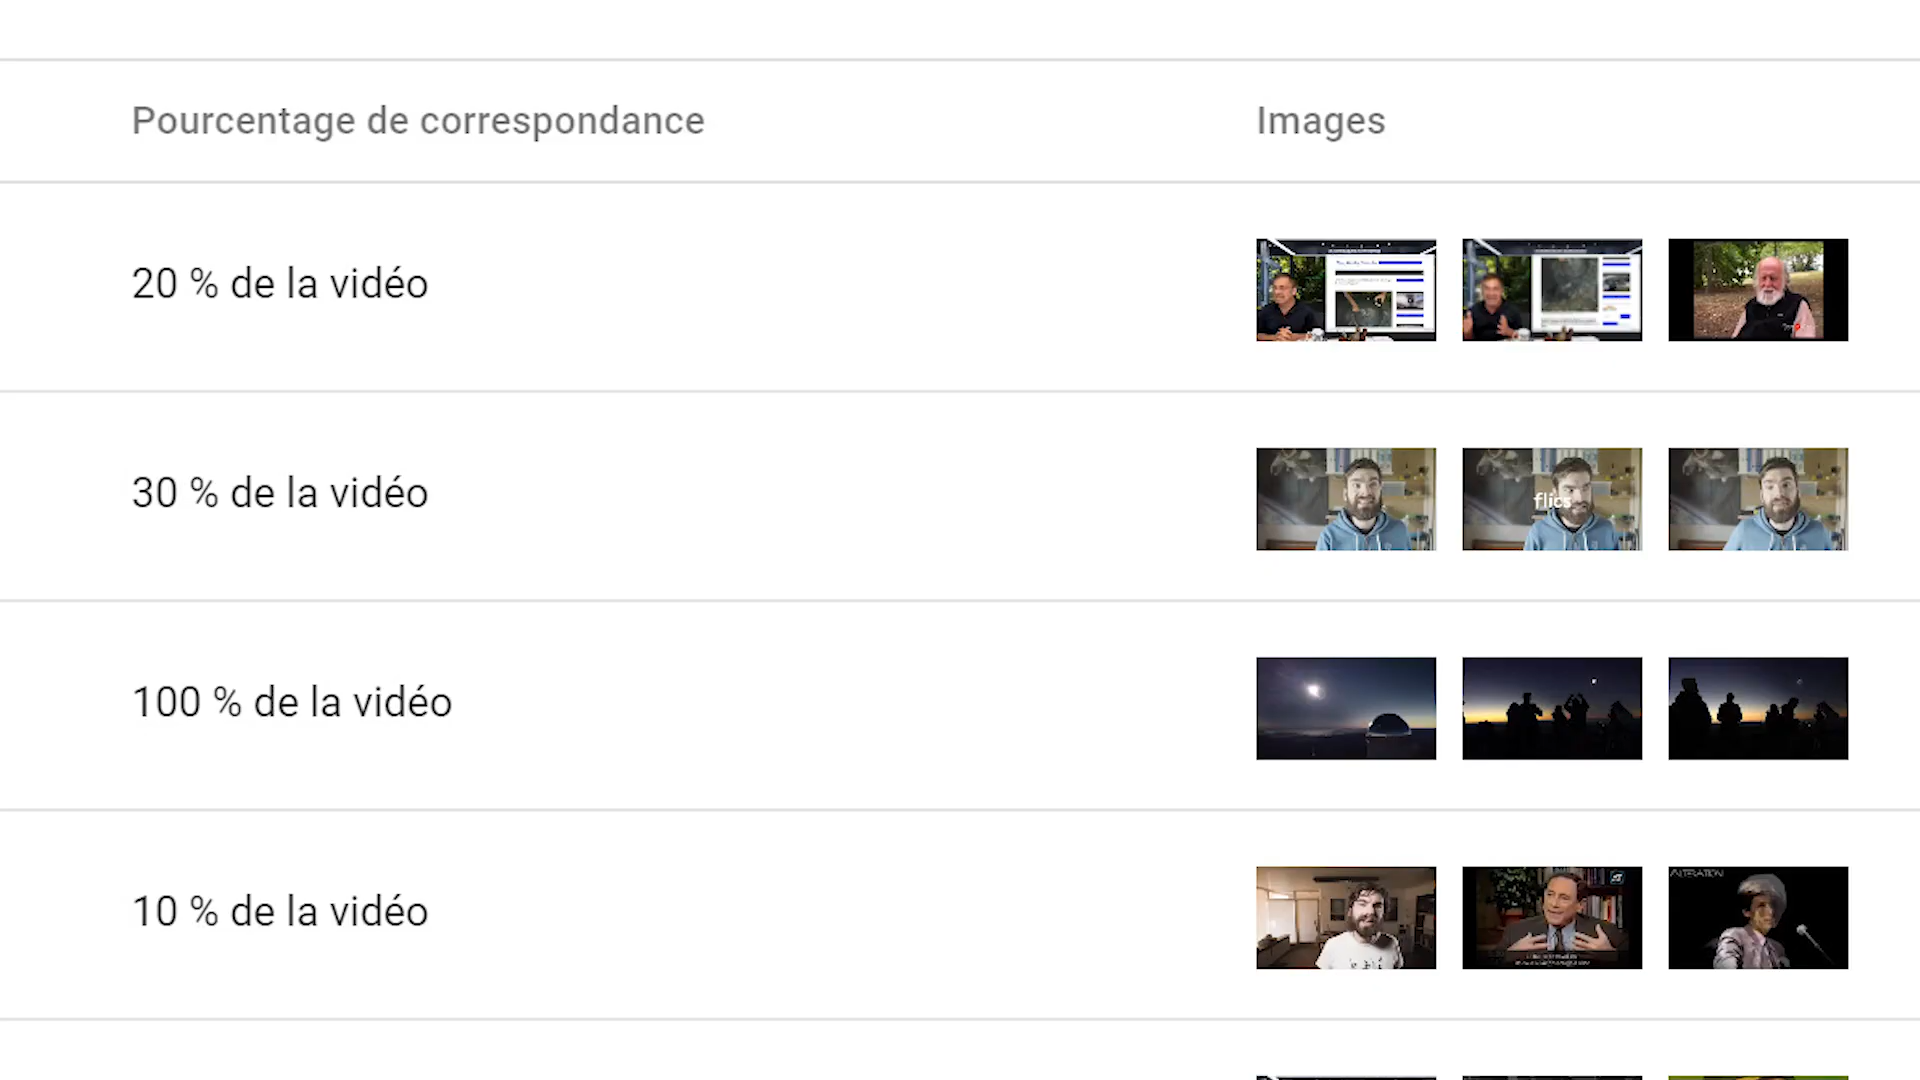 Pourcentage de correspondance
Images
20 % de la vidéo
30 % de la vidéo
flics
100 % de la vidéo
10 % de la vidéo
ALTERATION